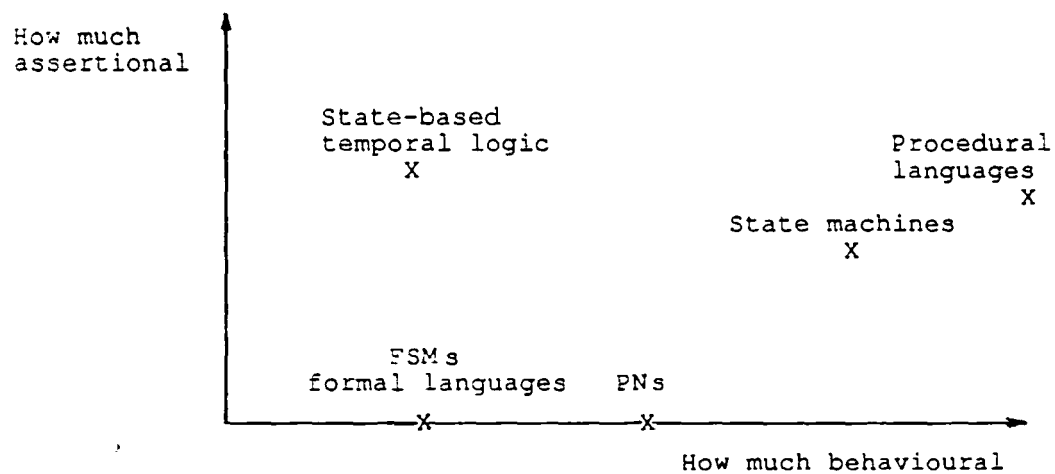 How much
assertional
State-based
temporal logic
X
Procedural
languages
X
State machines
X
FSMs
formal languages
PNs
X
X
How much behavioural